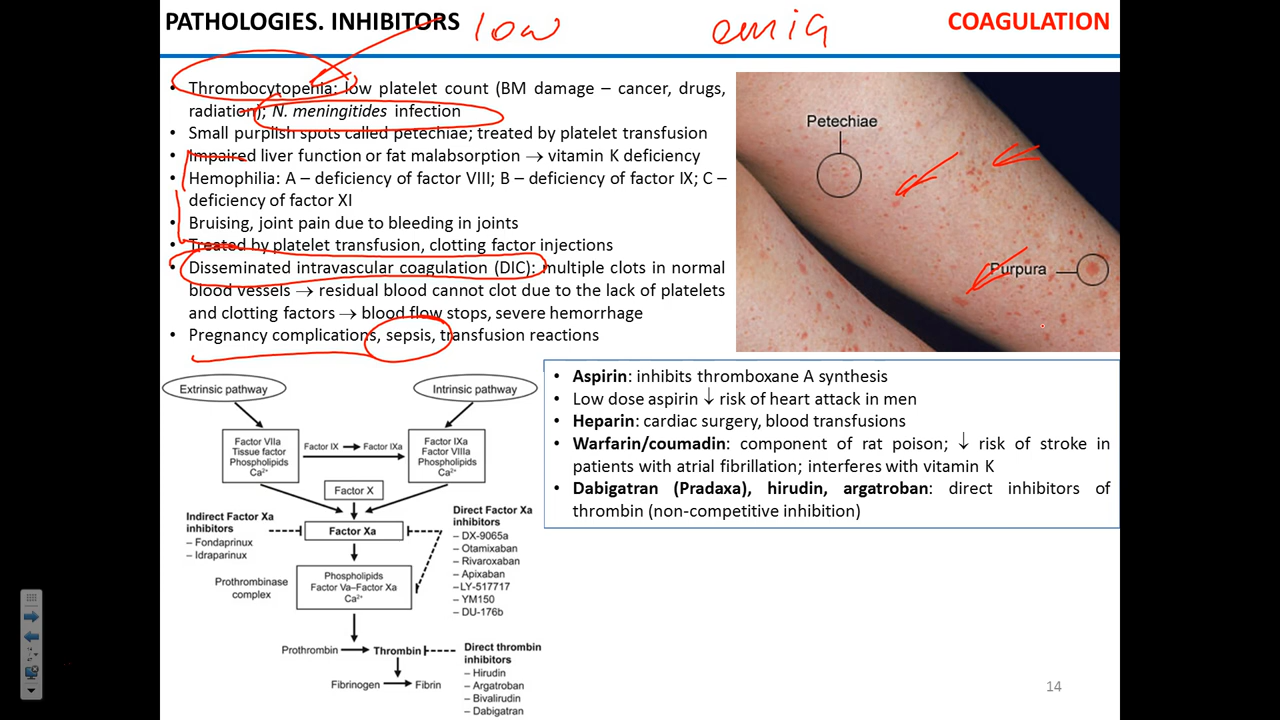 PATHOLOGIES. INHIBITORS
low
emia
COAGULATION
• Thrombocytopenia: low platelet count (BM damage – cancer, drugs,
radiation); N. meningitides infection
• Small purplish spots called petechiae; treated by platelet transfusion
• Impaired liver function or fat malabsorption → vitamin K deficiency
• Hemophilia: A – deficiency of factor VIII; B – deficiency of factor IX; C –
deficiency of factor XI
• Bruising, joint pain due to bleeding in joints
• Treated by platelet transfusion, clotting factor injections
• Disseminated intravascular coagulation (DIC): multiple clots in normal
blood vessels → residual blood cannot clot due to the lack of platelets
and clotting factors → blood flow stops, severe hemorrhage
• Pregnancy complications, sepsis, transfusion reactions
Petechiae
Purpura
Extrinsic pathway
Intrinsic pathway
Factor VIIa
Tissue factor
Phospholipids
Ca²⁺
Factor IX → Factor IXa
Factor IXa
Factor VIIIa
Phospholipids
Ca²⁺
Factor X
Indirect Factor Xa
inhibitors
– Fondaprinux
– Idraparinux
Factor Xa
Direct Factor Xa
inhibitors
– DX-9065a
– Otamixaban
– Rivaroxaban
– Apixaban
– LY-517717
– YM150
– DU-176b
Prothrombinase
complex
Phospholipids
Factor Va–Factor Xa
Ca²⁺
Prothrombin → Thrombin
Direct thrombin
inhibitors
– Hirudin
– Argatroban
– Bivalirudin
– Dabigatran
Fibrinogen → Fibrin
• Aspirin: inhibits thromboxane A synthesis
• Low dose aspirin ↓ risk of heart attack in men
• Heparin: cardiac surgery, blood transfusions
• Warfarin/coumadin: component of rat poison; ↓ risk of stroke in
patients with atrial fibrillation; interferes with vitamin K
• Dabigatran (Pradaxa), hirudin, argatroban: direct inhibitors of
thrombin (non-competitive inhibition)
14